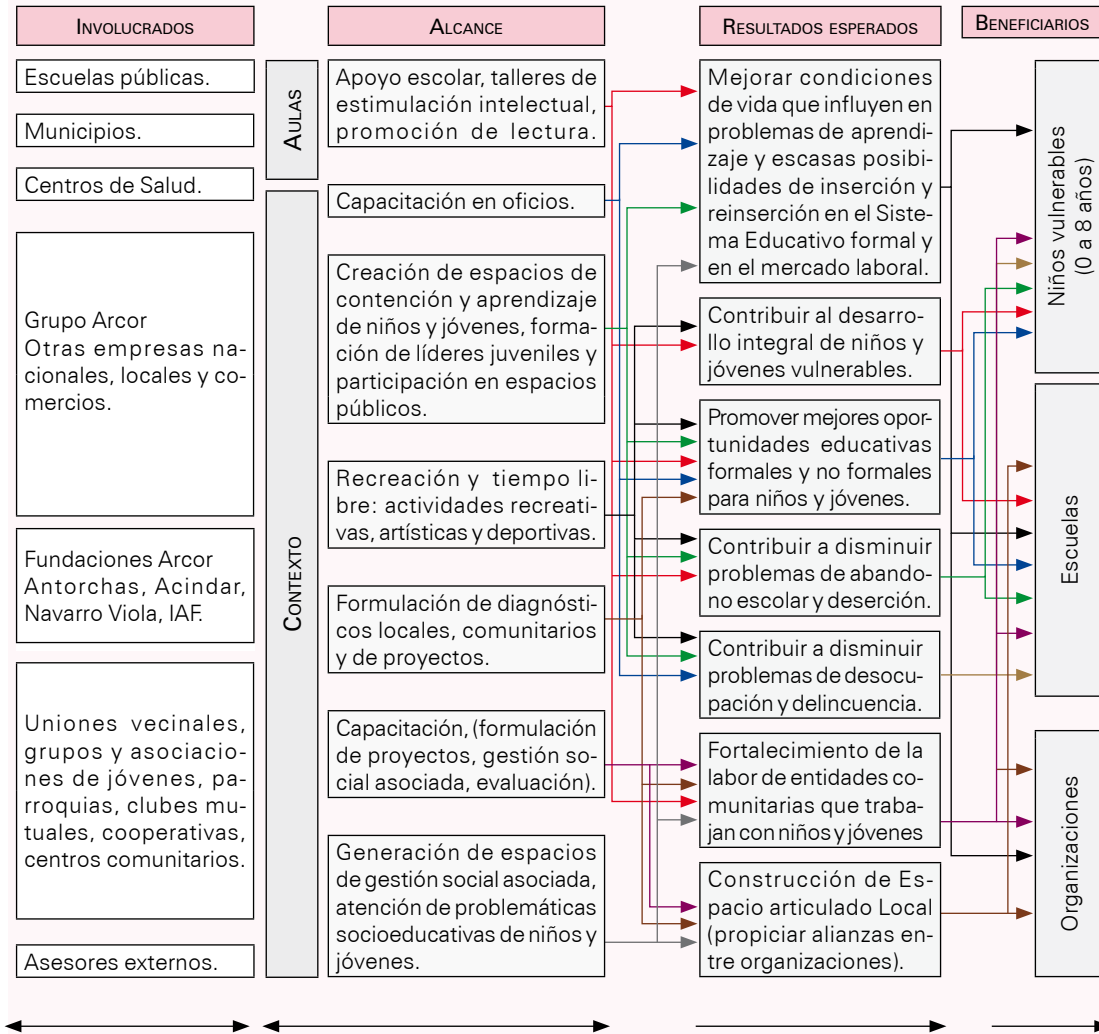 INVOLUCRADOS
Escuelas públicas.
Municipios.
Centros de Salud.
Grupo Arcor
Otras empresas na-
cionales, locales y co-
mercios.
Fundaciones Arcor
Antorchas, Acindar,
Navarro Viola, IAF.
Uniones vecinales,
grupos y asociacio-
nes de jóvenes, pa-
rroquias, clubes mu-
tuales, cooperativas,
centros comunitarios.
Asesores externos.
AULAS
CONTEXTO
ALCANCE
Apoyo escolar, talleres de
estimulación intelectual,
promoción de lectura.
Capacitación en oficios.
Creación de espacios de
contención y aprendizaje
de niños y jóvenes, forma-
ción de líderes juveniles y
participación en espacios
públicos.
Recreación y tiempo li-
bre: actividades recreati-
vas, artísticas y deportivas.
Formulación de diagnósti-
cos locales, comunitarios
y de proyectos.
Capacitación, (formulación
de proyectos, gestión so-
cial asociada, evaluación).
Generación de espacios
de gestión social asociada,
atención de problemáticas
socioeducativas de niños y
jóvenes.
RESULTADOS ESPERADOS
Mejorar condiciones
de vida que influyen en
problemas de aprendi-
zaje y escasas posibi-
lidades de inserción y
reinserción en el Siste-
ma Educativo formal y
en el mercado laboral.
Contribuir al desarro-
llo integral de niños y
jóvenes vulnerables.
Promover mejores opor-
tunidades educativas
formales y no formales
para niños y jóvenes.
Contribuir a disminuir
problemas de abando-
no escolar y deserción.
Contribuir a disminuir
problemas de desocu-
pación y delincuencia.
Fortalecimiento de la
labor de entidades co-
munitarias que traba-
jan con niños y jóvenes
Construcción de Es-
pacio articulado Local
(propiciar alianzas en-
tre organizaciones).
BENEFICIARIOS
Niños vulnerables
(0 a 8 años)
Escuelas
Organizaciones